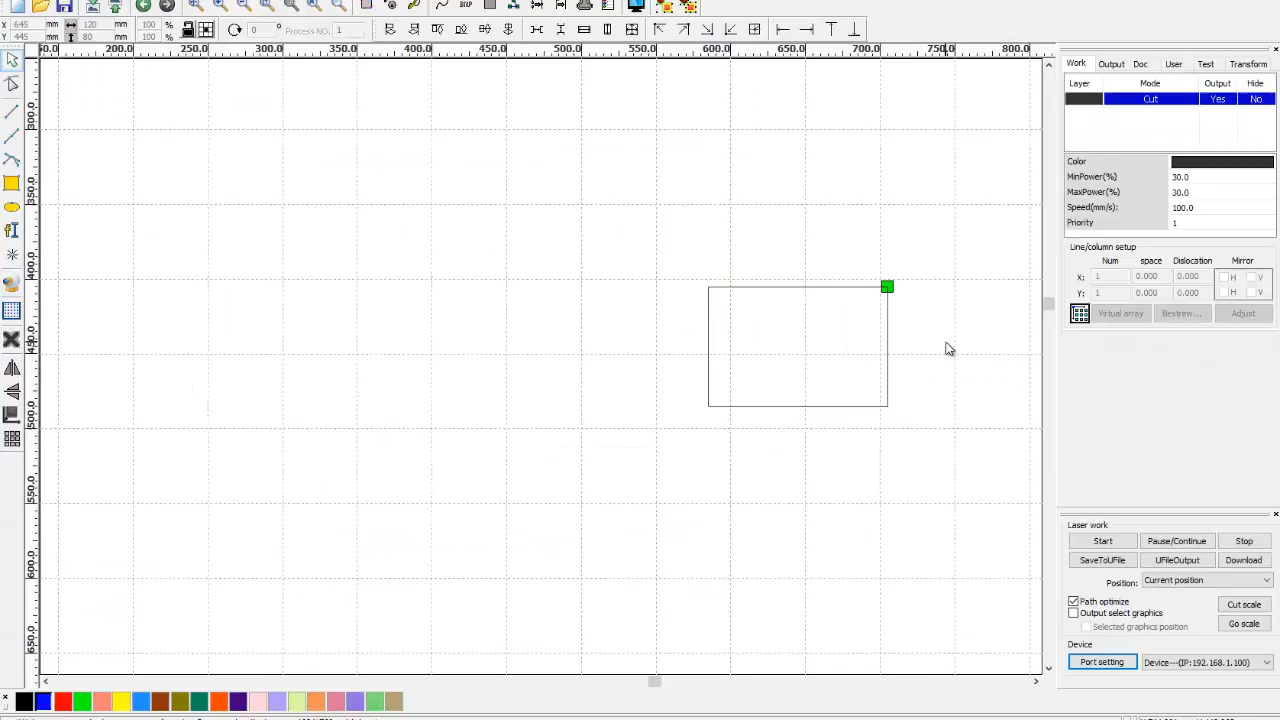 X 645 mm 120 mm 100 %
Y 445 mm 80 mm 100 %
0 ° Process NO: 1
200.0 250.0 300.0 350.0 400.0 450.0 500.0 550.0 600.0 650.0 700.0 750.0 800.0
300.0
350.0
400.0
450.0
500.0
550.0
600.0
650.0
Work Output Doc User Test Transform
Layer Mode Output Hide
Cut Yes No
Color
MinPower(%) 30.0
MaxPower(%) 30.0
Speed(mm/s): 100.0
Priority 1
Line/column setup
Num space Dislocation Mirror
X: 1 0.000 0.000 H V
Y: 1 0.000 0.000 H V
Virtual array Bestrew... Adjust
Laser work
Start Pause/Continue Stop
SaveToUFile UFileOutput Download
Position: Current position
Path optimize
Output select graphics
Cut scale
Selected graphics position
Go scale
Device
Port setting Device---(IP:192.168.1.100)